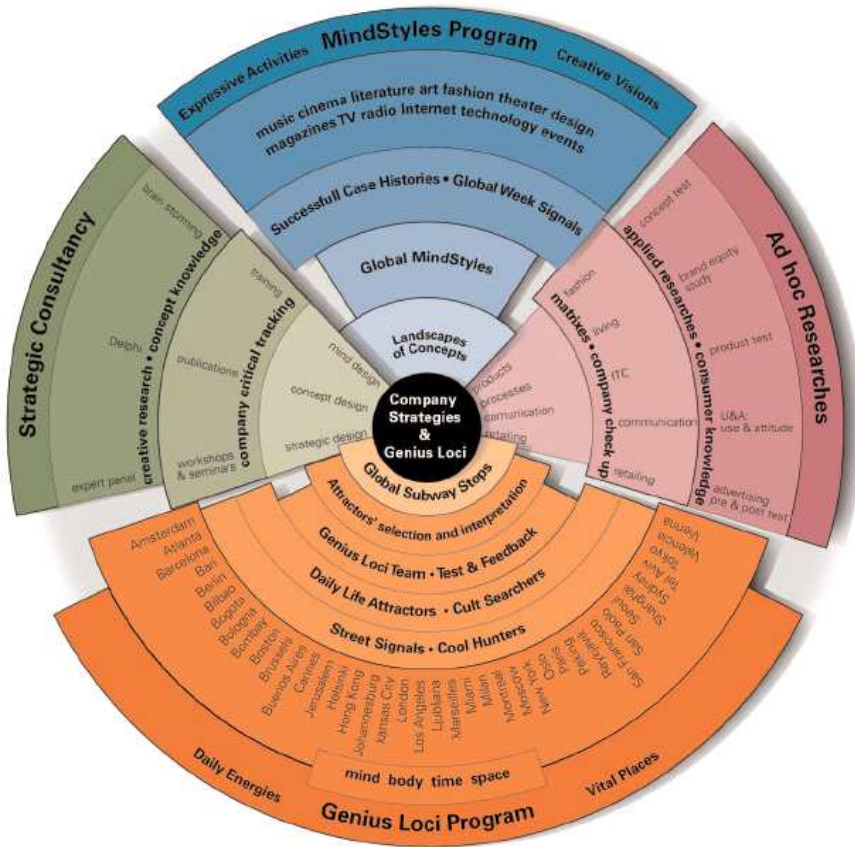 MindStyles Program
Expressive Activities
Creative Visions
music cinema literature art fashion theater design
magazines TV radio Internet technology events
Successfull Case Histories • Global Week Signals
Global MindStyles
Landscapes
of Concepts
Company
Strategies
&
Genius Loci
Strategic Consultancy
brain storming
Delphi
expert panel
creative research • concept knowledge
training
publications
workshops
& seminars
company critical tracking
mind design
concept design
strategic design
Ad hoc Researches
concept test
brand equity
study
product test
U&A:
use & attitude
advertising
pre & port test
applied researches • consumer knowledge
fashion
living
ITC
communication
retailing
matrixes • company check up
products
processes
comunication
retailing
Global Subway Stops
Attractors' selection and interpretation
Genius Loci Team • Test & Feedback
Daily Life Attractors • Cult Searchers
Street Signals • Cool Hunters
Amsterdam
Atlanta
Barcelona
Bari
Berlin
Bilbao
Bogota
Bologna
Bombay
Boston
Brussels
Buenos Aires
Cannes
Jeruzalem
Helsinki
Hong Kong
Johannesburg
kansas City
London
Los Angeles
Ljubliana
Marseilles
Miami
Milan
Montreal
Moscow
New York
Oslo
Paris
Peking
Reykjavik
San Francisco
San Paolo
Seoul
Shanghai
Sydney
Tel Aviv
Tokyo
Valencia
Vienna
mind body time space
Daily Energies
Vital Places
Genius Loci Program